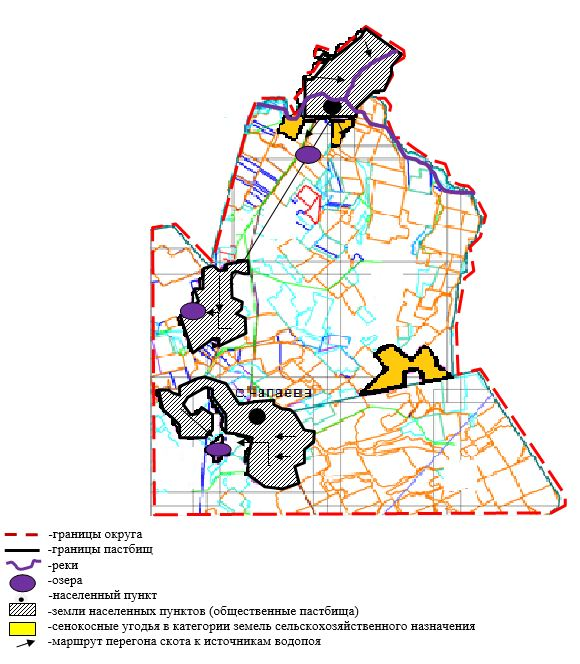 с.Чапаева
-границы округа
-границы пастбищ
-реки
-озера
-населенный пункт
-земли населенных пунктов (общественные пастбища)
-сенокосные угодья в категории земель сельскохозяйственного назначения
-маршрут перегона скота к источникам водопоя